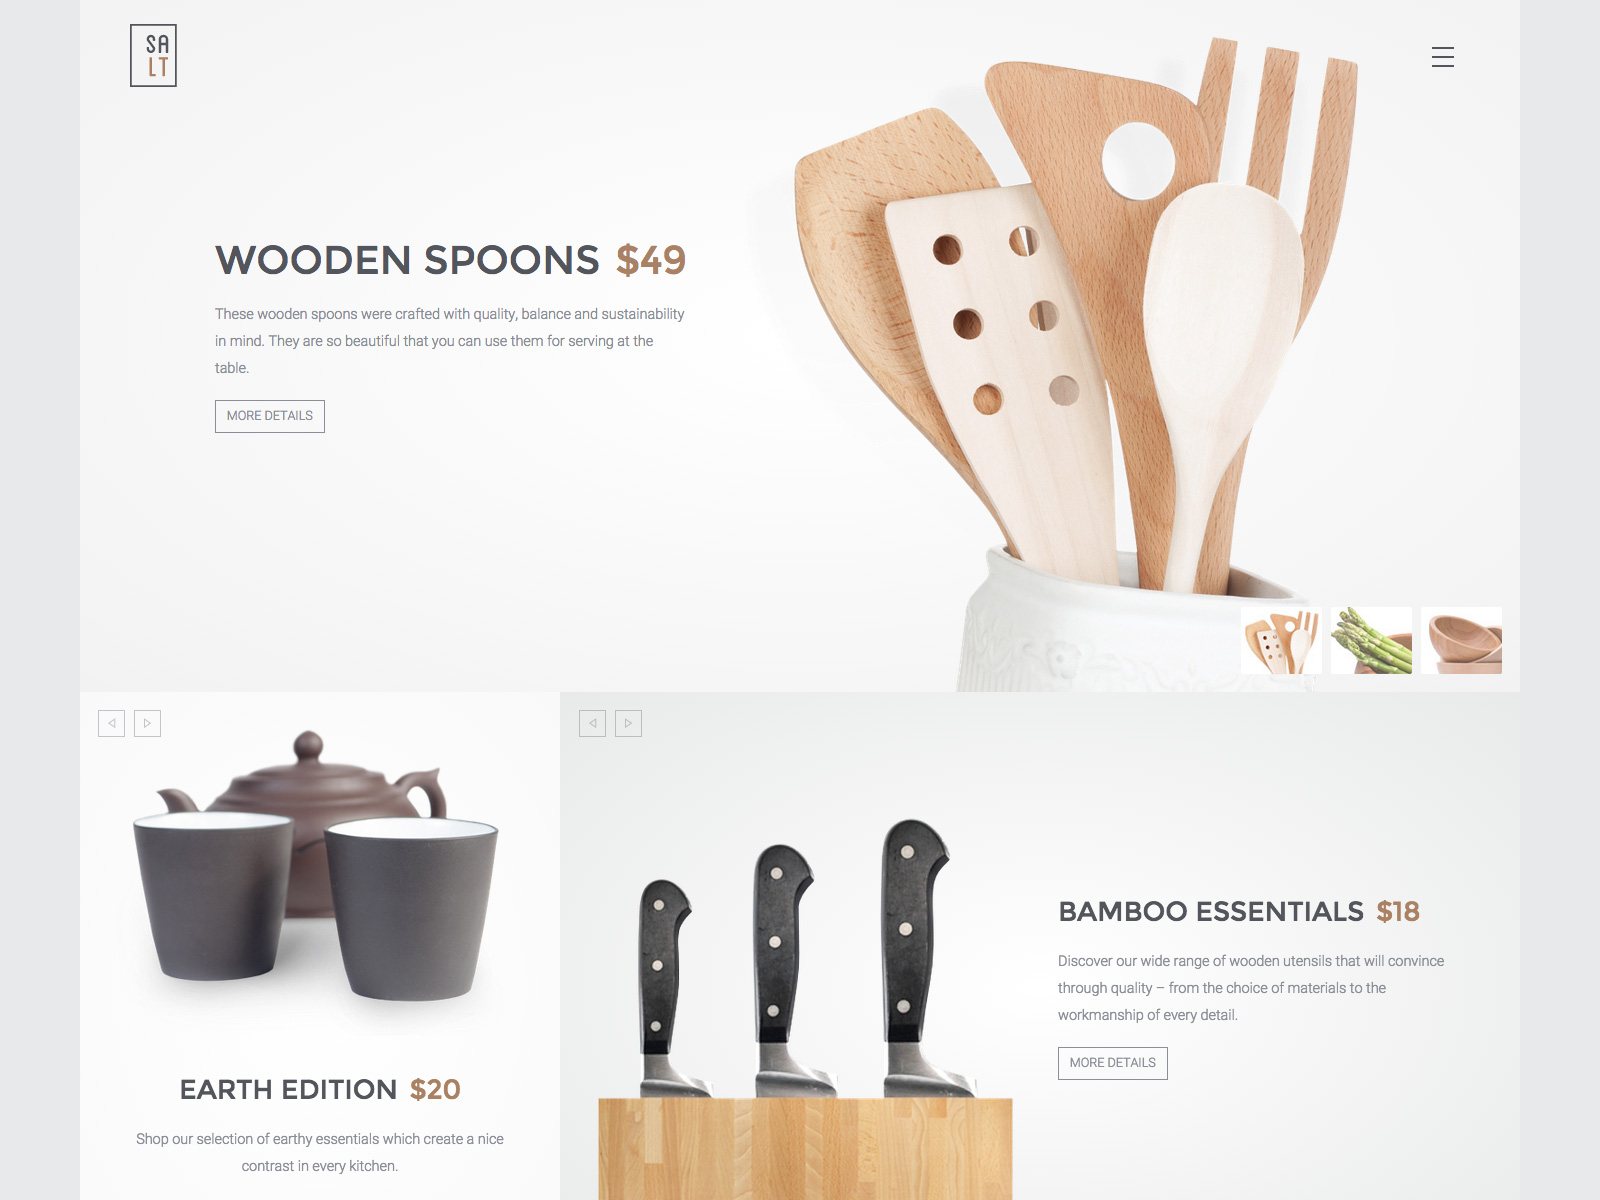 SA
LT
WOODEN SPOONS $49
These wooden spoons were crafted with quality, balance and sustainability
in mind. They are so beautiful that you can use them for serving at the
table.
MORE DETAILS
EARTH EDITION $20
Shop our selection of earthy essentials which create a nice
contrast in every kitchen.
BAMBOO ESSENTIALS $18
Discover our wide range of wooden utensils that will convince
through quality – from the choice of materials to the
workmanship of every detail.
MORE DETAILS